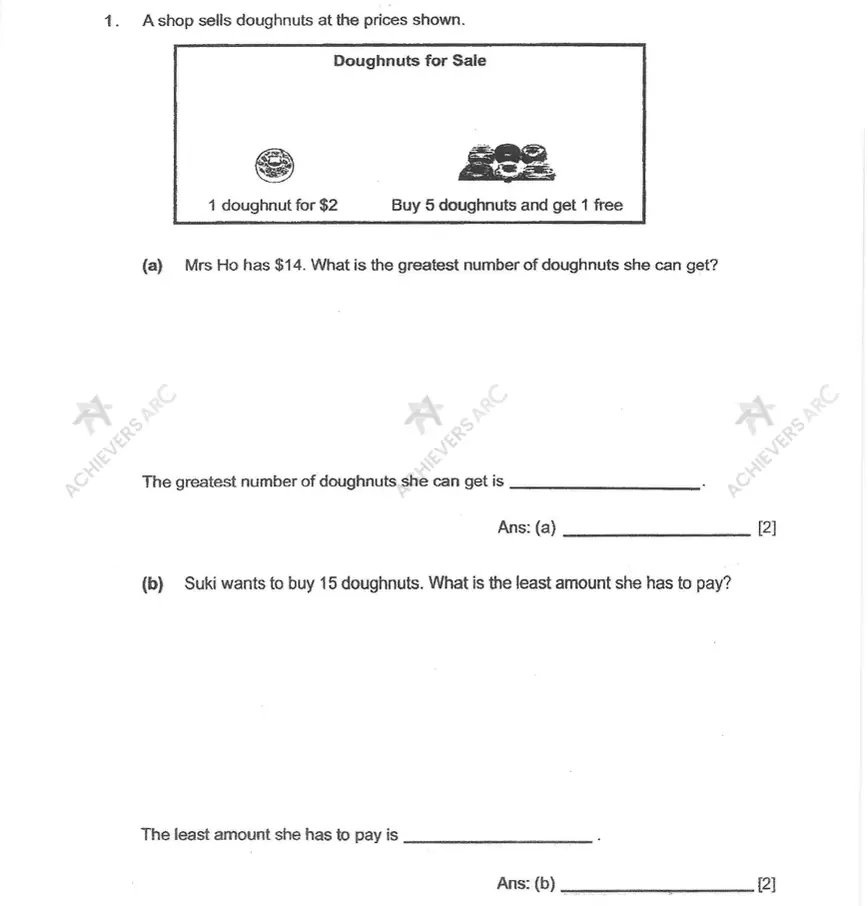 1. A shop sells doughnuts at the prices shown.
Doughnuts for Sale
1 doughnut for $2 Buy 5 doughnuts and get 1 free
(a) Mrs Ho has $14. What is the greatest number of doughnuts she can get?
ACHIEVERS ARC ACHIEVERS ARC ACHIEVERS ARC
The greatest number of doughnuts she can get is ____________________.
Ans: (a) ____________________ [2]
(b) Suki wants to buy 15 doughnuts. What is the least amount she has to pay?
The least amount she has to pay is ____________________.
Ans: (b) ____________________ [2]